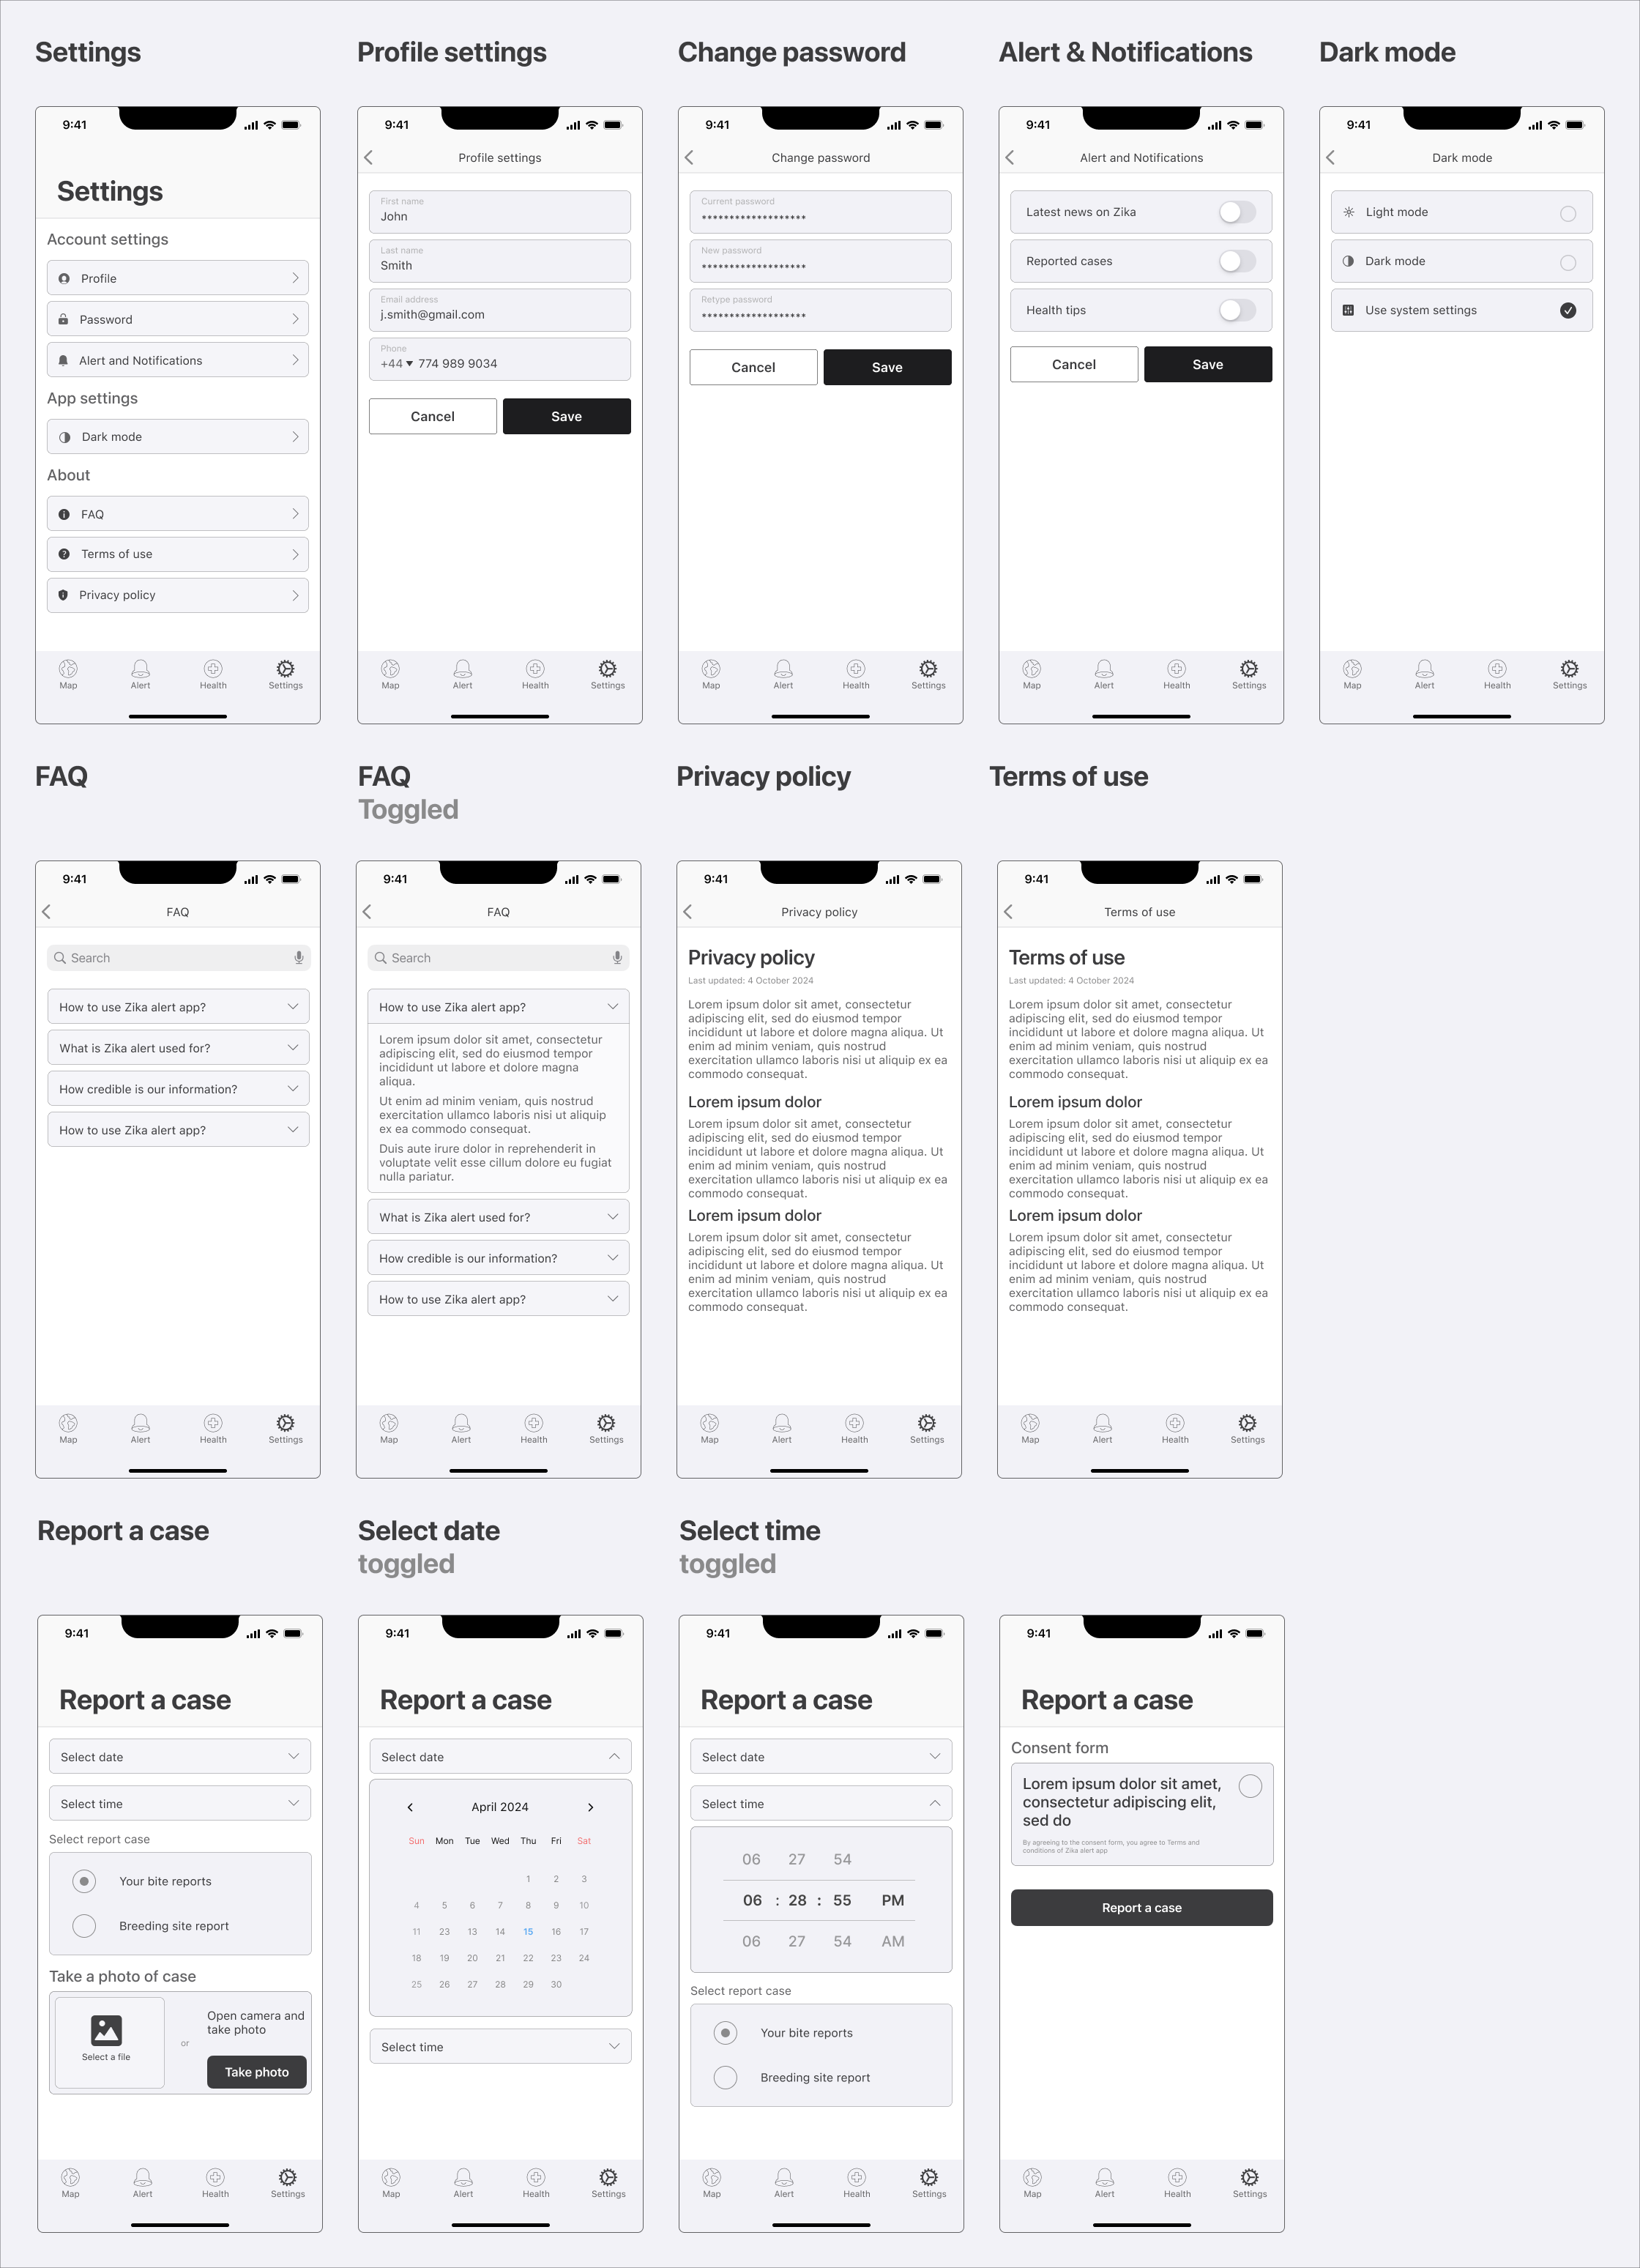 Settings
Profile settings
Change password
Alert & Notifications
Dark mode
9:41
Settings
Account settings
Profile
Password
Alert and Notifications
App settings
Dark mode
About
FAQ
Terms of use
Privacy policy
Map Alert Health Settings
9:41
Profile settings
First name
John
Last name
Smith
Email address
j.smith@gmail.com
Phone
+44 774 989 9034
Cancel Save
Map Alert Health Settings
9:41
Change password
Current password
*******************
New password
*******************
Retype password
*******************
Cancel Save
Map Alert Health Settings
9:41
Alert and Notifications
Latest news on Zika
Reported cases
Health tips
Cancel Save
Map Alert Health Settings
9:41
Dark mode
Light mode
Dark mode
Use system settings
Map Alert Health Settings
FAQ
FAQ
Toggled
Privacy policy
Terms of use
9:41
FAQ
Search
How to use Zika alert app?
What is Zika alert used for?
How credible is our information?
How to use Zika alert app?
Map Alert Health Settings
9:41
FAQ
Search
How to use Zika alert app?
Lorem ipsum dolor sit amet, consectetur
adipiscing elit, sed do eiusmod tempor
incididunt ut labore et dolore magna
aliqua.
Ut enim ad minim veniam, quis nostrud
exercitation ullamco laboris nisi ut aliquip
ex ea commodo consequat.
Duis aute irure dolor in reprehenderit in
voluptate velit esse cillum dolore eu fugiat
nulla pariatur.
What is Zika alert used for?
How credible is our information?
How to use Zika alert app?
Map Alert Health Settings
9:41
Privacy policy
Privacy policy
Last updated: 4 October 2024
Lorem ipsum dolor sit amet, consectetur
adipiscing elit, sed do eiusmod tempor
incididunt ut labore et dolore magna aliqua. Ut
enim ad minim veniam, quis nostrud
exercitation ullamco laboris nisi ut aliquip ex ea
commodo consequat.
Lorem ipsum dolor
Lorem ipsum dolor sit amet, consectetur
adipiscing elit, sed do eiusmod tempor
incididunt ut labore et dolore magna aliqua. Ut
enim ad minim veniam, quis nostrud
exercitation ullamco laboris nisi ut aliquip ex ea
commodo consequat.
Lorem ipsum dolor
Lorem ipsum dolor sit amet, consectetur
adipiscing elit, sed do eiusmod tempor
incididunt ut labore et dolore magna aliqua. Ut
enim ad minim veniam, quis nostrud
exercitation ullamco laboris nisi ut aliquip ex ea
commodo consequat.
Map Alert Health Settings
9:41
Terms of use
Terms of use
Last updated: 4 October 2024
Lorem ipsum dolor sit amet, consectetur
adipiscing elit, sed do eiusmod tempor
incididunt ut labore et dolore magna aliqua. Ut
enim ad minim veniam, quis nostrud
exercitation ullamco laboris nisi ut aliquip ex ea
commodo consequat.
Lorem ipsum dolor
Lorem ipsum dolor sit amet, consectetur
adipiscing elit, sed do eiusmod tempor
incididunt ut labore et dolore magna aliqua. Ut
enim ad minim veniam, quis nostrud
exercitation ullamco laboris nisi ut aliquip ex ea
commodo consequat.
Lorem ipsum dolor
Lorem ipsum dolor sit amet, consectetur
adipiscing elit, sed do eiusmod tempor
incididunt ut labore et dolore magna aliqua. Ut
enim ad minim veniam, quis nostrud
exercitation ullamco laboris nisi ut aliquip ex ea
commodo consequat.
Map Alert Health Settings
Report a case
Select date
toggled
Select time
toggled
9:41
Report a case
Select date
Select time
Select report case
Your bite reports
Breeding site report
Take a photo of case
Select a file
or
Open camera and
take photo
Take photo
Map Alert Health Settings
9:41
Report a case
Select date
April 2024
Sun Mon Tue Wed Thu Fri Sat
1 2 3
4 5 6 7 8 9 10
11 23 13 14 15 16 17
18 19 20 21 22 23 24
25 26 27 28 29 30
Select time
Map Alert Health Settings
9:41
Report a case
Select date
Select time
06 27 54
06 : 28 : 55 PM
06 27 54 AM
Select report case
Your bite reports
Breeding site report
Map Alert Health Settings
9:41
Report a case
Consent form
Lorem ipsum dolor sit amet,
consectetur adipiscing elit,
sed do
By agreeing to the consent form, you agree to Terms and
conditions of Zika alert app
Report a case
Map Alert Health Settings